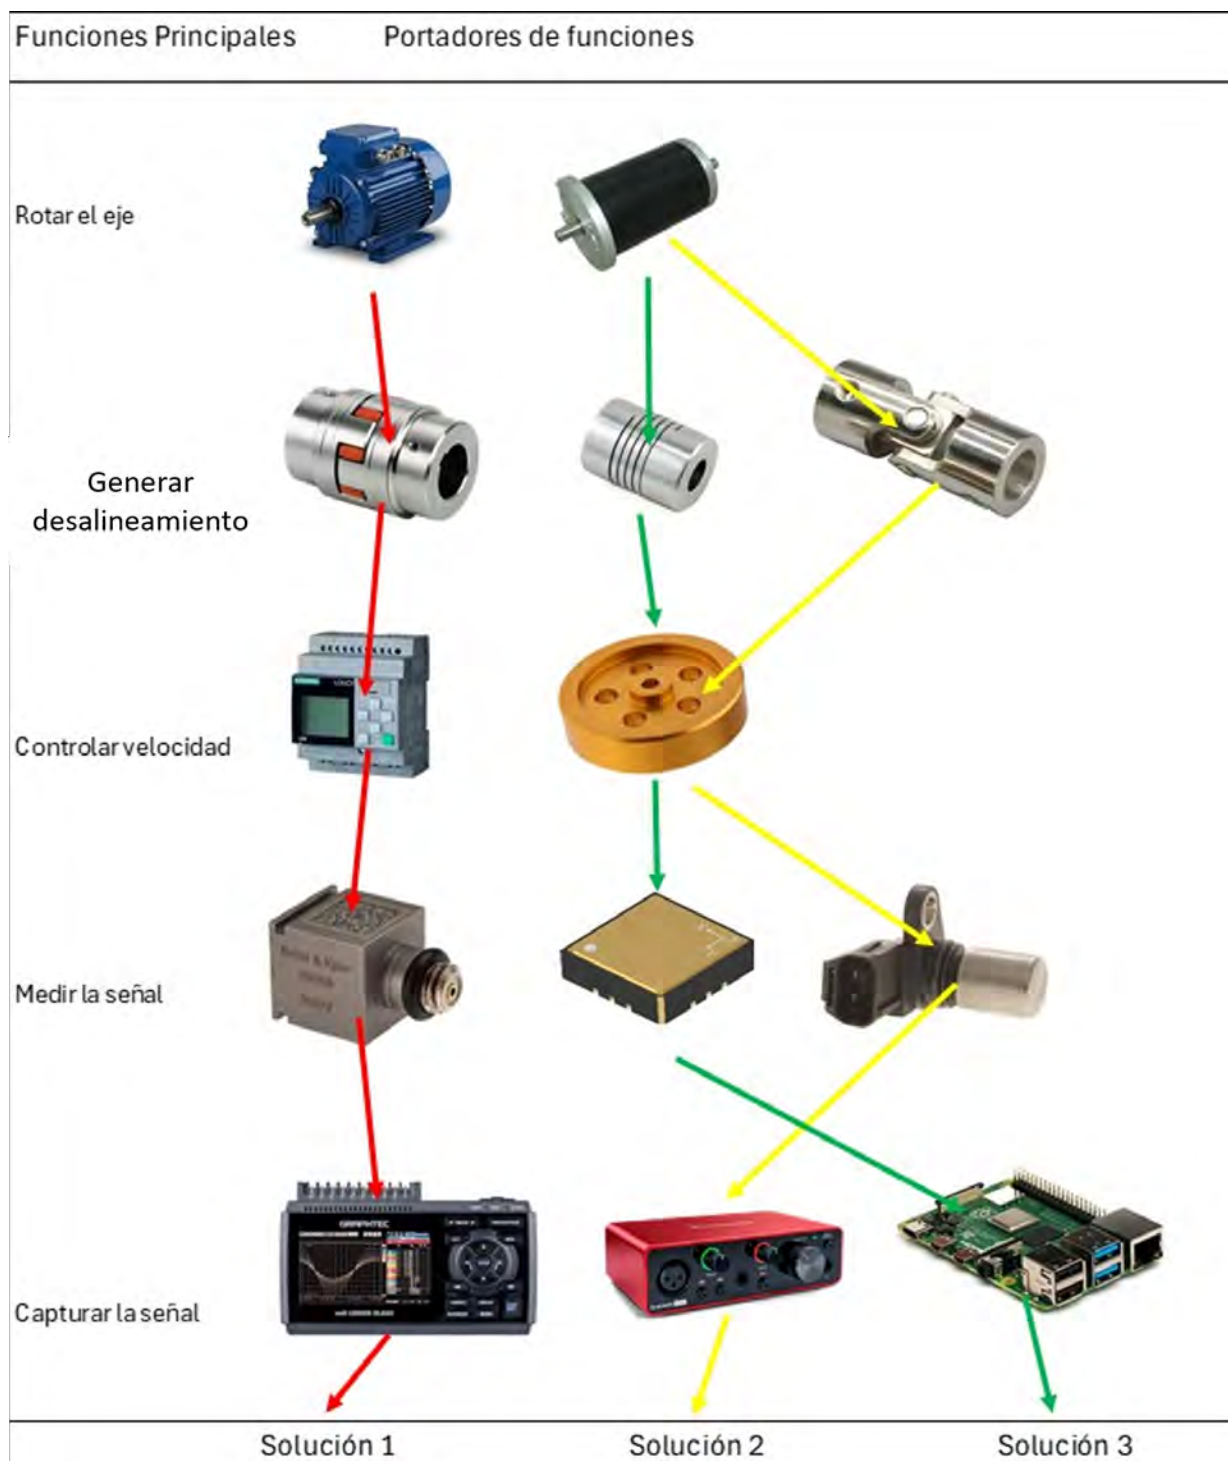 Funciones Principales Portadores de funciones
Rotar el eje
Generar
desalineamiento
Controlar velocidad
Medir la señal
GRAPHTEC
Capturar la señal
Solución 1 Solución 2 Solución 3